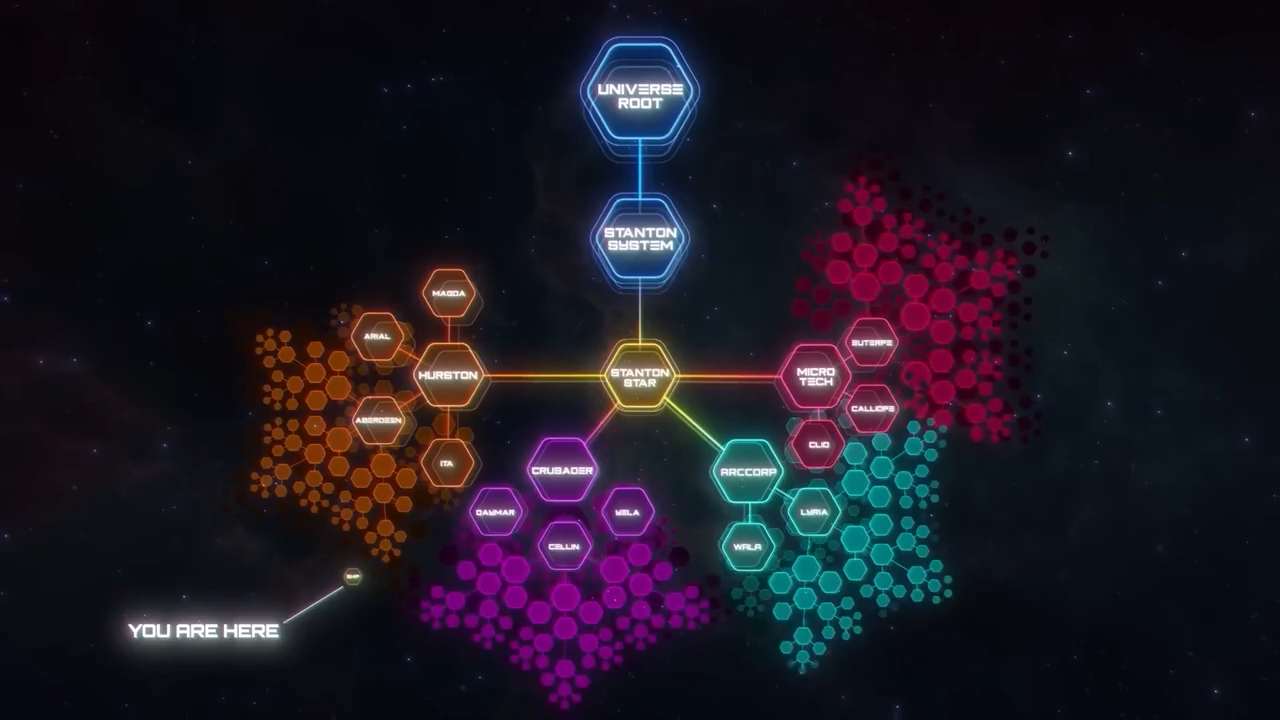 UNIVERSE
ROOT
STANTON
SYSTEM
MAGDA
ARIAL
HURSTON
ABERDEEN
ITA
STANTON
STAR
MICRO
TECH
EUTERPE
CALLIOPE
CLIO
CRUSADER
DAYMAR
YELA
CELLIN
ARCCORP
LYRIA
WALA
SHIP
YOU ARE HERE